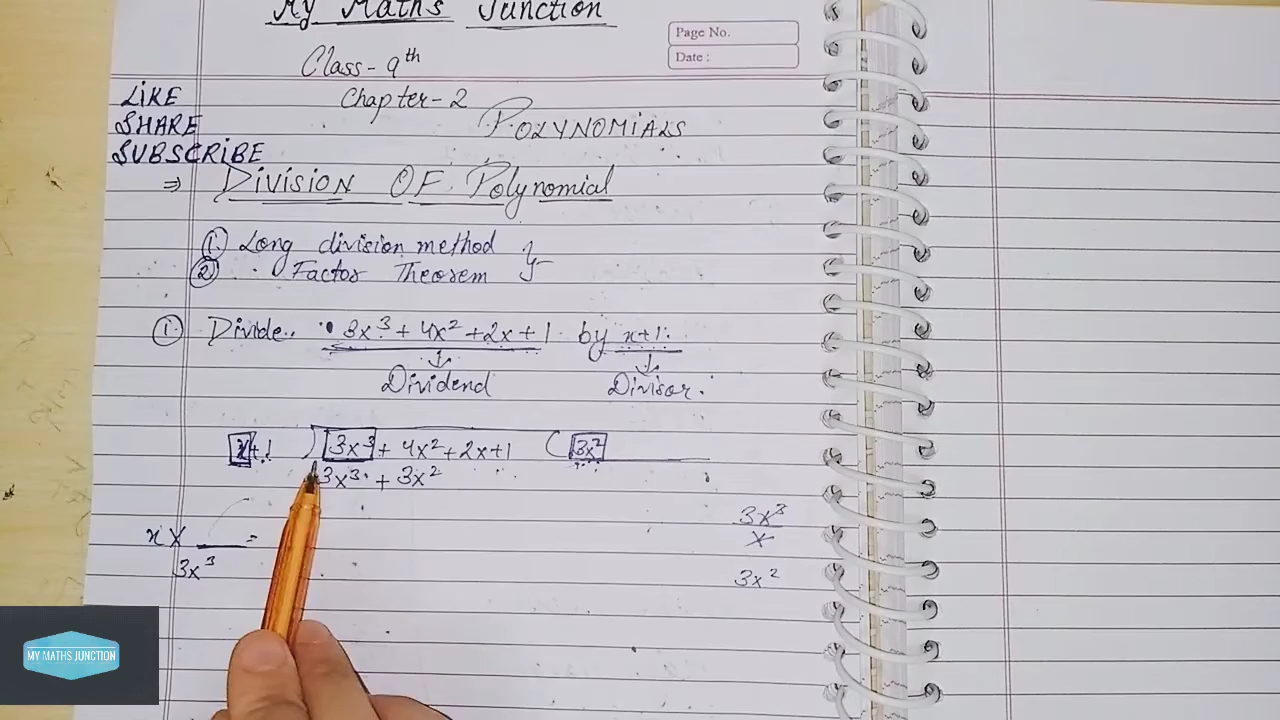 My Maths Junction
Page No.
Date :
Class - 9th
Chapter - 2
LIKE
SHARE
SUBSCRIBE
POLYNOMIALS
⇒ Division OF Polynomial
1. Long division method
2. Factor Theorem
1. Divide 3x³ + 4x² + 2x + 1 by x+1.
Dividend Divisor.
x+1 ) 3x³ + 4x² + 2x + 1 ( 3x²
3x³ + 3x²
3x³
x
3x²
x × __ =
3x³
MY MATHS JUNCTION